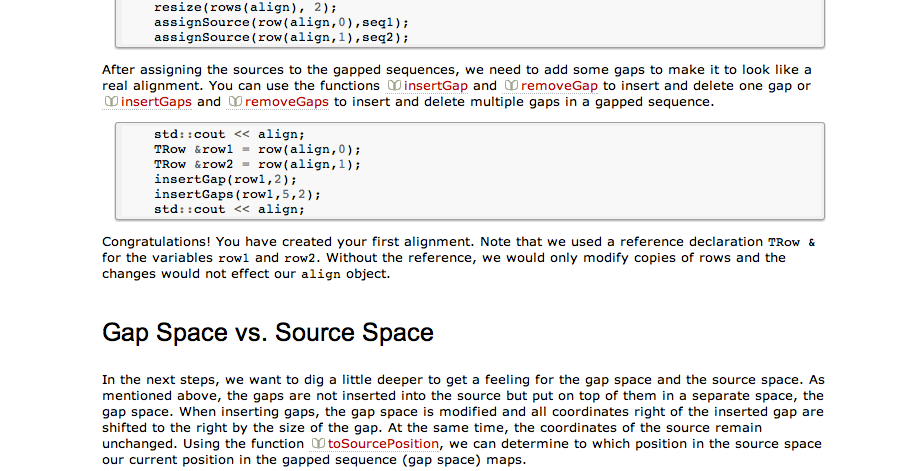 resize(rows(align), 2);
assignSource(row(align,0),seq1);
assignSource(row(align,1),seq2);
After assigning the sources to the gapped sequences, we need to add some gaps to make it to look like a
real alignment. You can use the functions insertGap and removeGap to insert and delete one gap or
insertGaps and removeGaps to insert and delete multiple gaps in a gapped sequence.
std::cout << align;
TRow &row1 = row(align,0);
TRow &row2 = row(align,1);
insertGap(row1,2);
insertGaps(row1,5,2);
std::cout << align;
Congratulations! You have created your first alignment. Note that we used a reference declaration TRow &
for the variables row1 and row2. Without the reference, we would only modify copies of rows and the
changes would not effect our align object.
Gap Space vs. Source Space
In the next steps, we want to dig a little deeper to get a feeling for the gap space and the source space. As
mentioned above, the gaps are not inserted into the source but put on top of them in a separate space, the
gap space. When inserting gaps, the gap space is modified and all coordinates right of the inserted gap are
shifted to the right by the size of the gap. At the same time, the coordinates of the source remain
unchanged. Using the function toSourcePosition, we can determine to which position in the source space
our current position in the gapped sequence (gap space) maps.